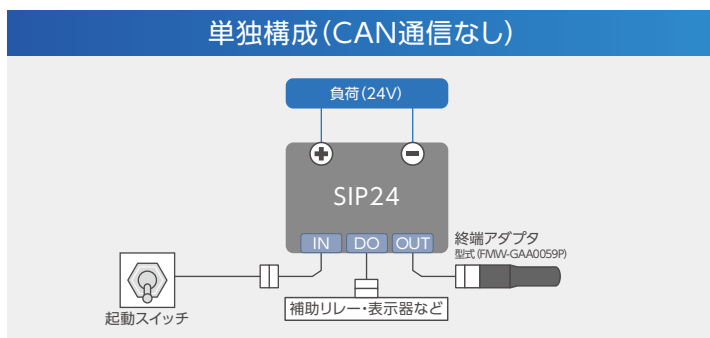 単独構成(CAN通信なし)
負荷(24V)
SIP24
IN DO OUT
終端アダプタ
型式(FMW-GAA0059P)
起動スイッチ
補助リレー・表示器など